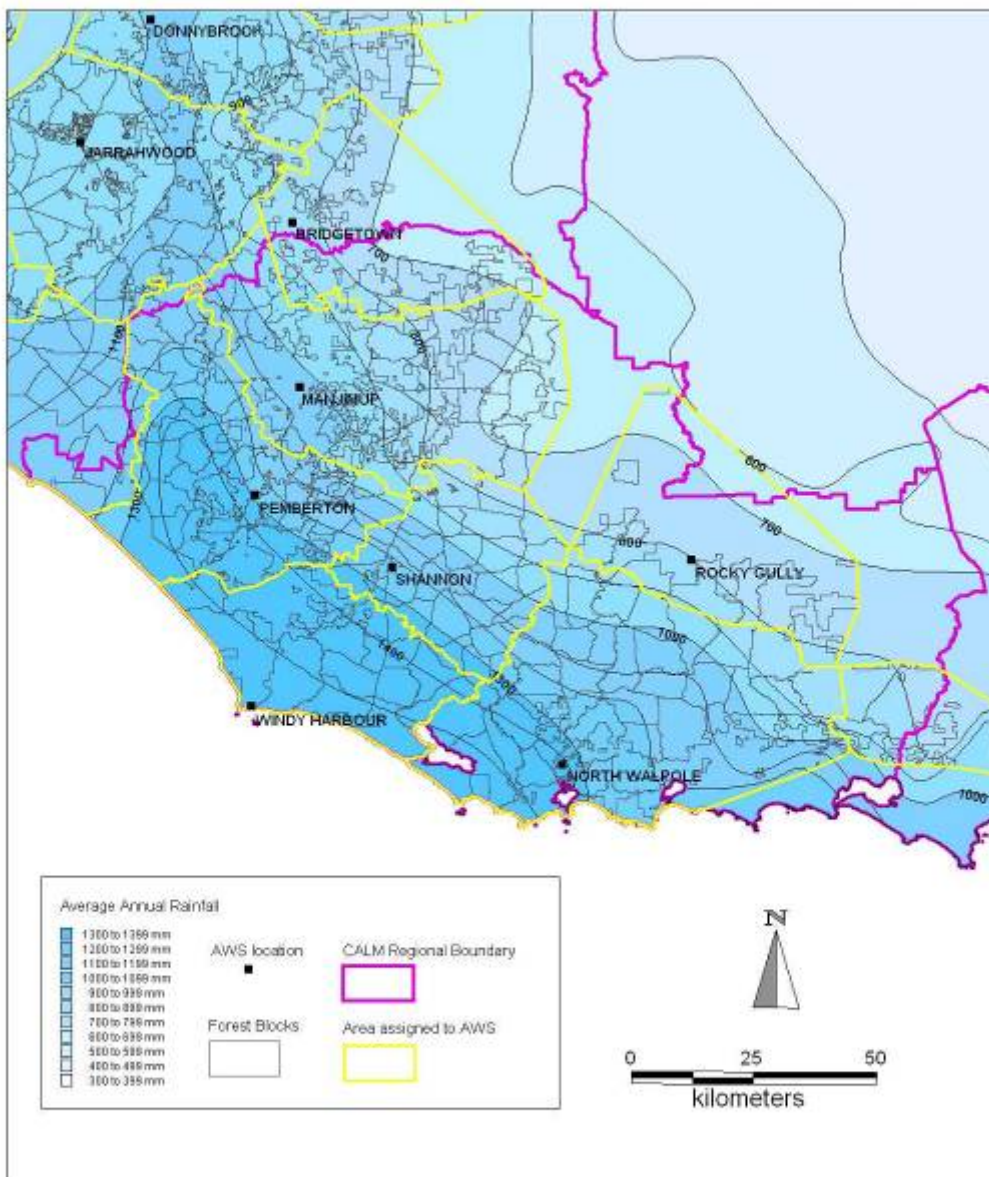 DONNYBROOK
900
JARRAHWOOD
BRIDGETOWN
700
1100
800
MANJIMUP
600
1300
PEMBERTON
700
800
SHANNON
ROCKY GULLY
1000
1400
1300
WINDY HARBOUR
NORTH WALPOLE
1000
Average Annual Rainfall
1300 to 1399 mm
1200 to 1299 mm
1100 to 1199 mm
1000 to 1099 mm
900 to 999 mm
800 to 899 mm
700 to 799 mm
600 to 699 mm
500 to 599 mm
400 to 499 mm
300 to 399 mm
AWS location
CALM Regional Boundary
Forest Blocks
Area assigned to AWS
N
0 25 50
kilometers